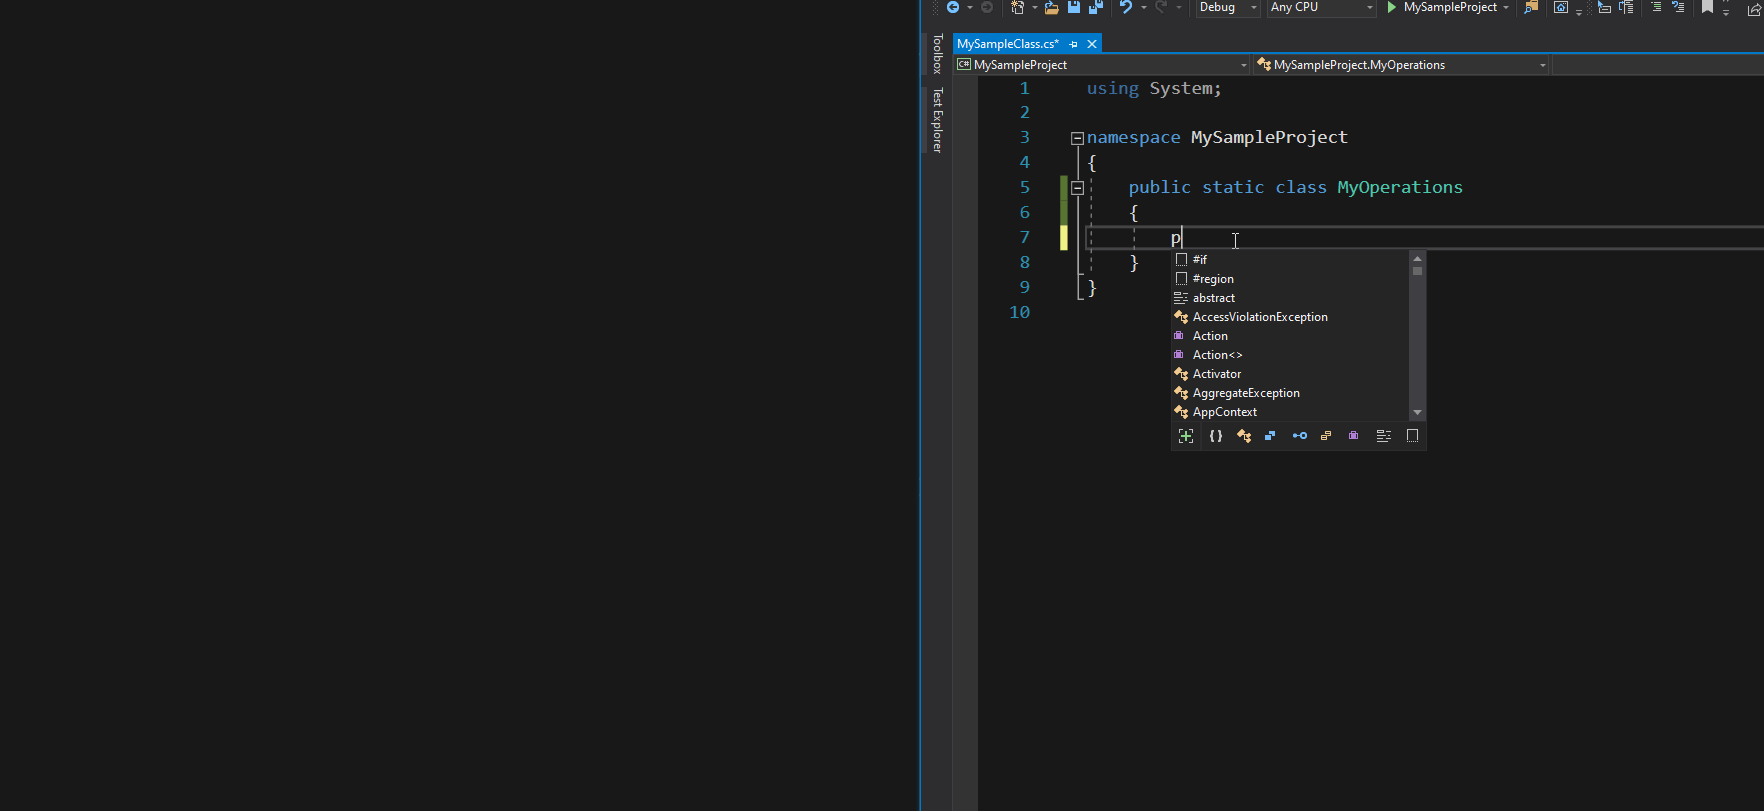 Debug Any CPU MySampleProject
Toolbox
Test Explorer
MySampleClass.cs*
C# MySampleProject MySampleProject.MyOperations
1 using System;
2
3 namespace MySampleProject
4 {
5 public static class MyOperations
6 {
7 p
8 }
9 }
10
#if
#region
abstract
AccessViolationException
Action
Action<>
Activator
AggregateException
AppContext